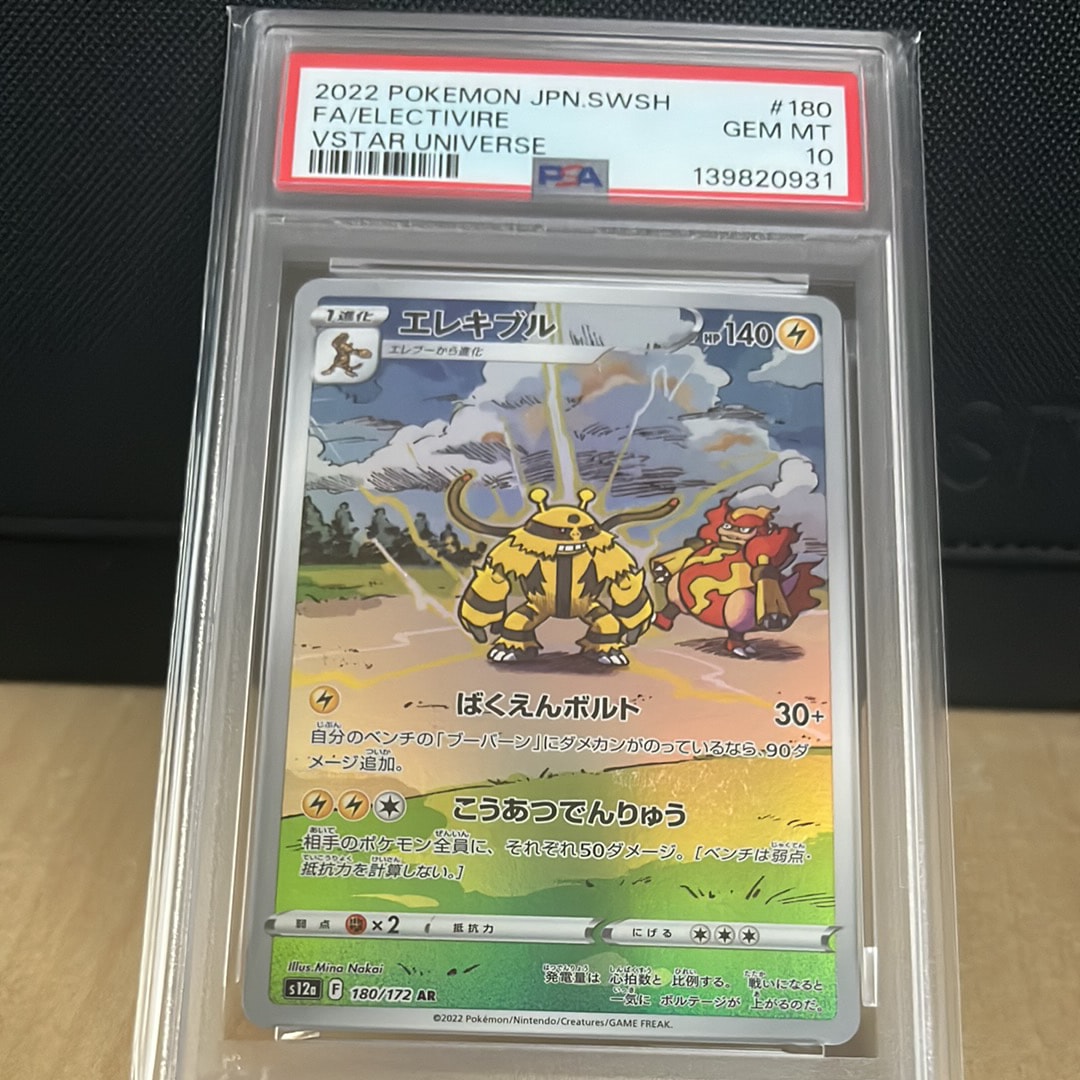 2022 POKEMON JPN.SWSH #180
FA/ELECTIVIRE GEM MT
VSTAR UNIVERSE 10
PSA 139820931
1進化 エレキブル HP140
エレブーから進化
ばくえんボルト 30+
自分のベンチの「ブーバーン」にダメカンがのっているなら、90ダ
メージ追加。
こうあつでんりゅう
相手のポケモン全員に、それぞれ50ダメージ。[ベンチは弱点・
抵抗力を計算しない。]
弱点 ×2 抵抗力 にげる
Illus.Mina Nakai
発電量は 心拍数と 比例する。 戦いになると
s12a F 180/172 AR 一気に ボルテージが 上がるのだ。
©2022 Pokémon/Nintendo/Creatures/GAME FREAK.